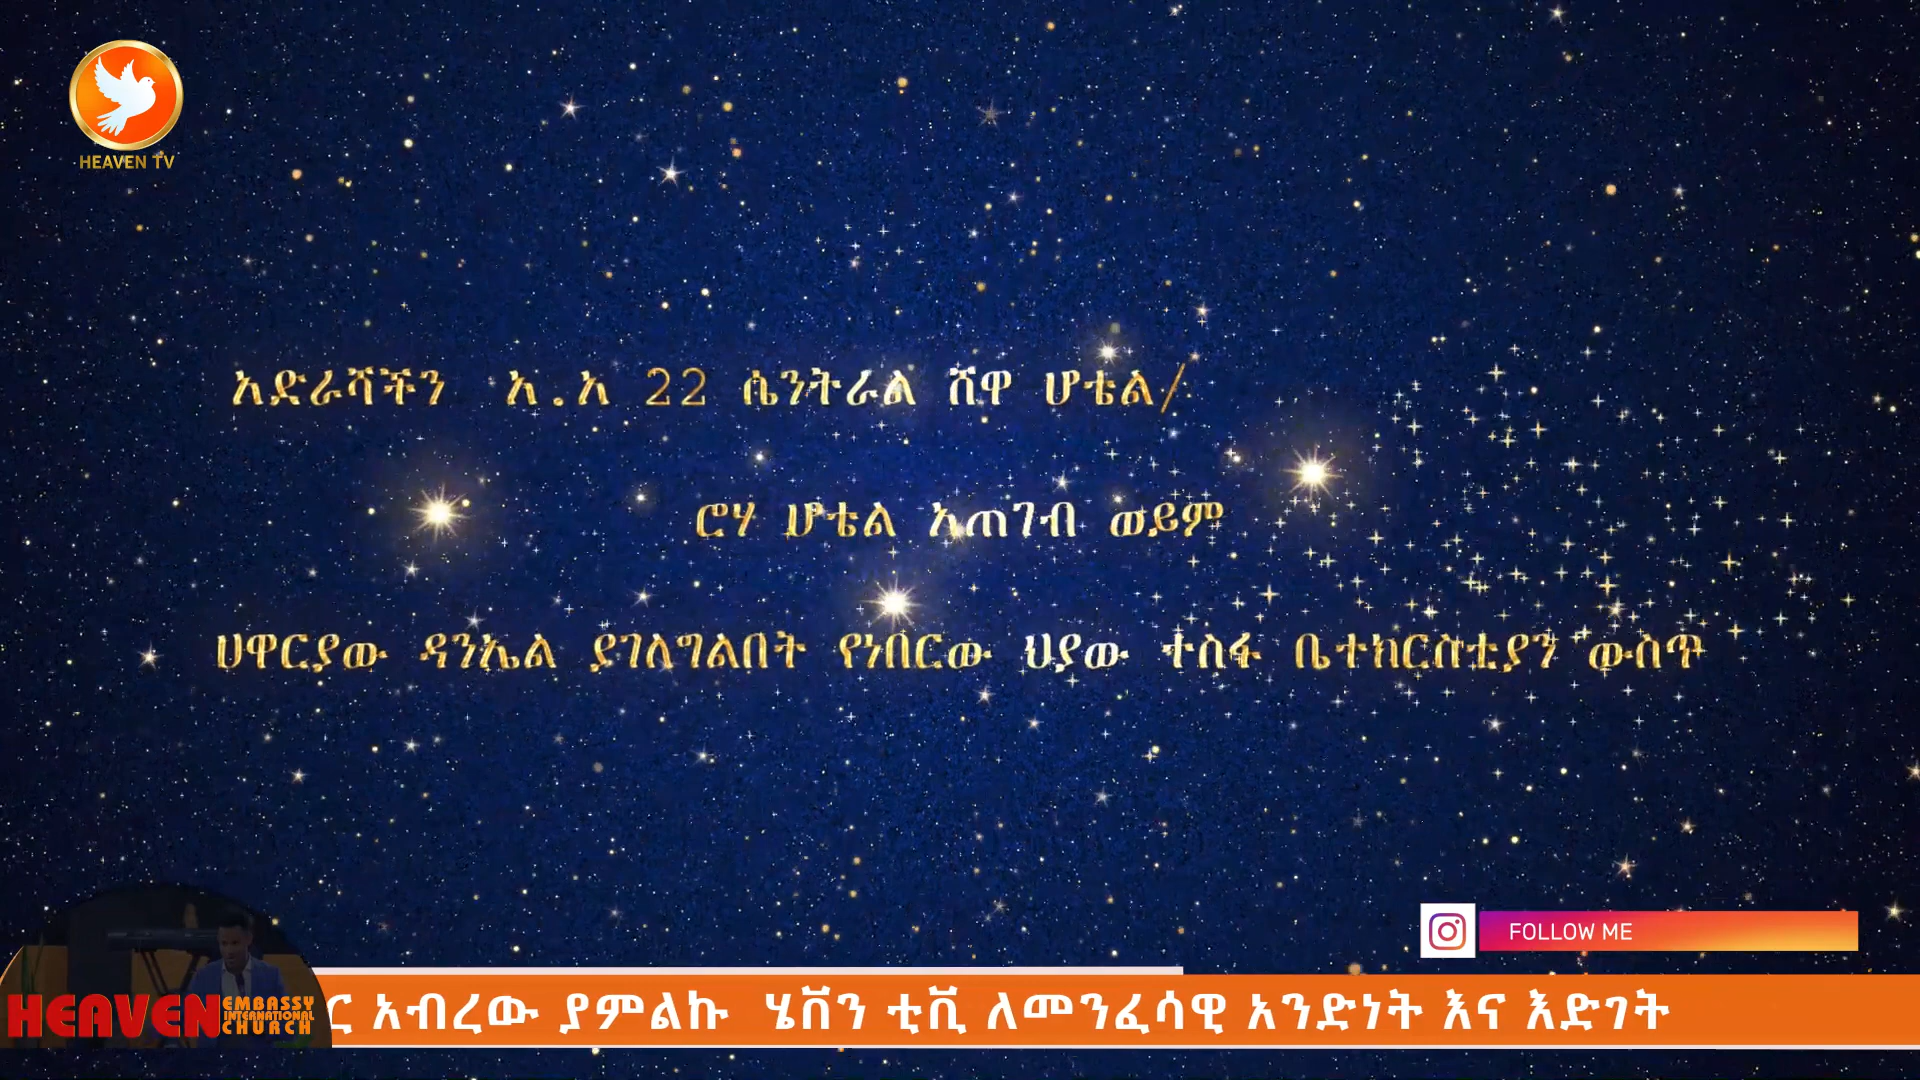 HEAVEN TV
አድራሻችን አ.አ 22 ሴንትራል ሸዋ ሆቴል/
ሮሃ ሆቴል አጠገብ ወይም
ሀዋርያው ዳንኤል ያገለግልበት የነበርው ህያው ተስፋ ቤተክርስቲያን ውስጥ
FOLLOW ME
HEAVEN EMBASSY INTERNATIONAL CHURCH
ር አብረው ያምልኩ ሄቨን ቲቪ ለመንፈሳዊ አንድነት እና እድገት